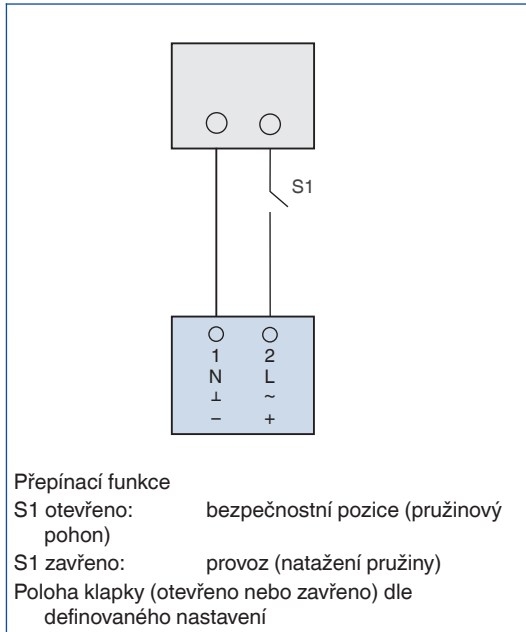 S1
1 2
N L
⊥ ~
– +
Přepínací funkce
S1 otevřeno: bezpečnostní pozice (pružinový
pohon)
S1 zavřeno: provoz (natažení pružiny)
Poloha klapky (otevřeno nebo zavřeno) dle
definovaného nastavení